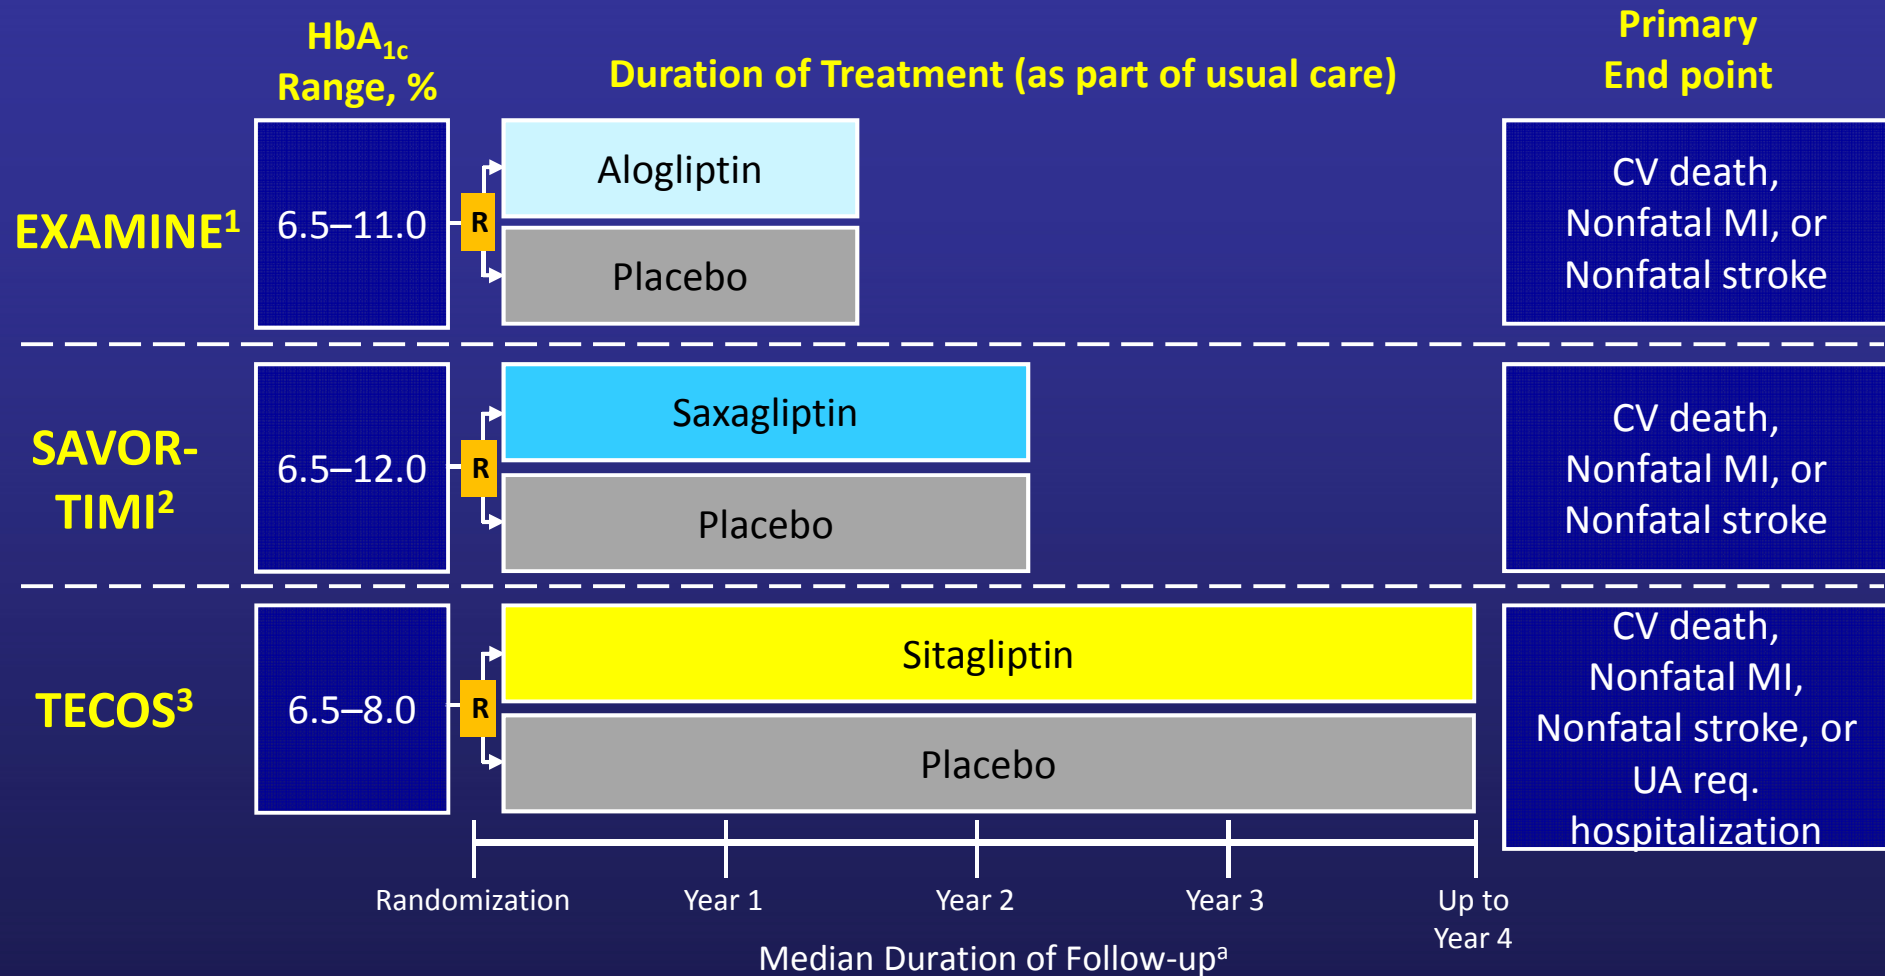 HbA1c
Range, %
Duration of Treatment (as part of usual care)
Primary
End point
EXAMINE1
6.5–11.0
R
Alogliptin
Placebo
CV death,
Nonfatal MI, or
Nonfatal stroke
SAVOR-
TIMI2
6.5–12.0
R
Saxagliptin
Placebo
CV death,
Nonfatal MI, or
Nonfatal stroke
TECOS3
6.5–8.0
R
Sitagliptin
Placebo
CV death,
Nonfatal MI,
Nonfatal stroke, or
UA req.
hospitalization
Randomization
Year 1
Year 2
Year 3
Up to
Year 4
Median Duration of Follow-upa